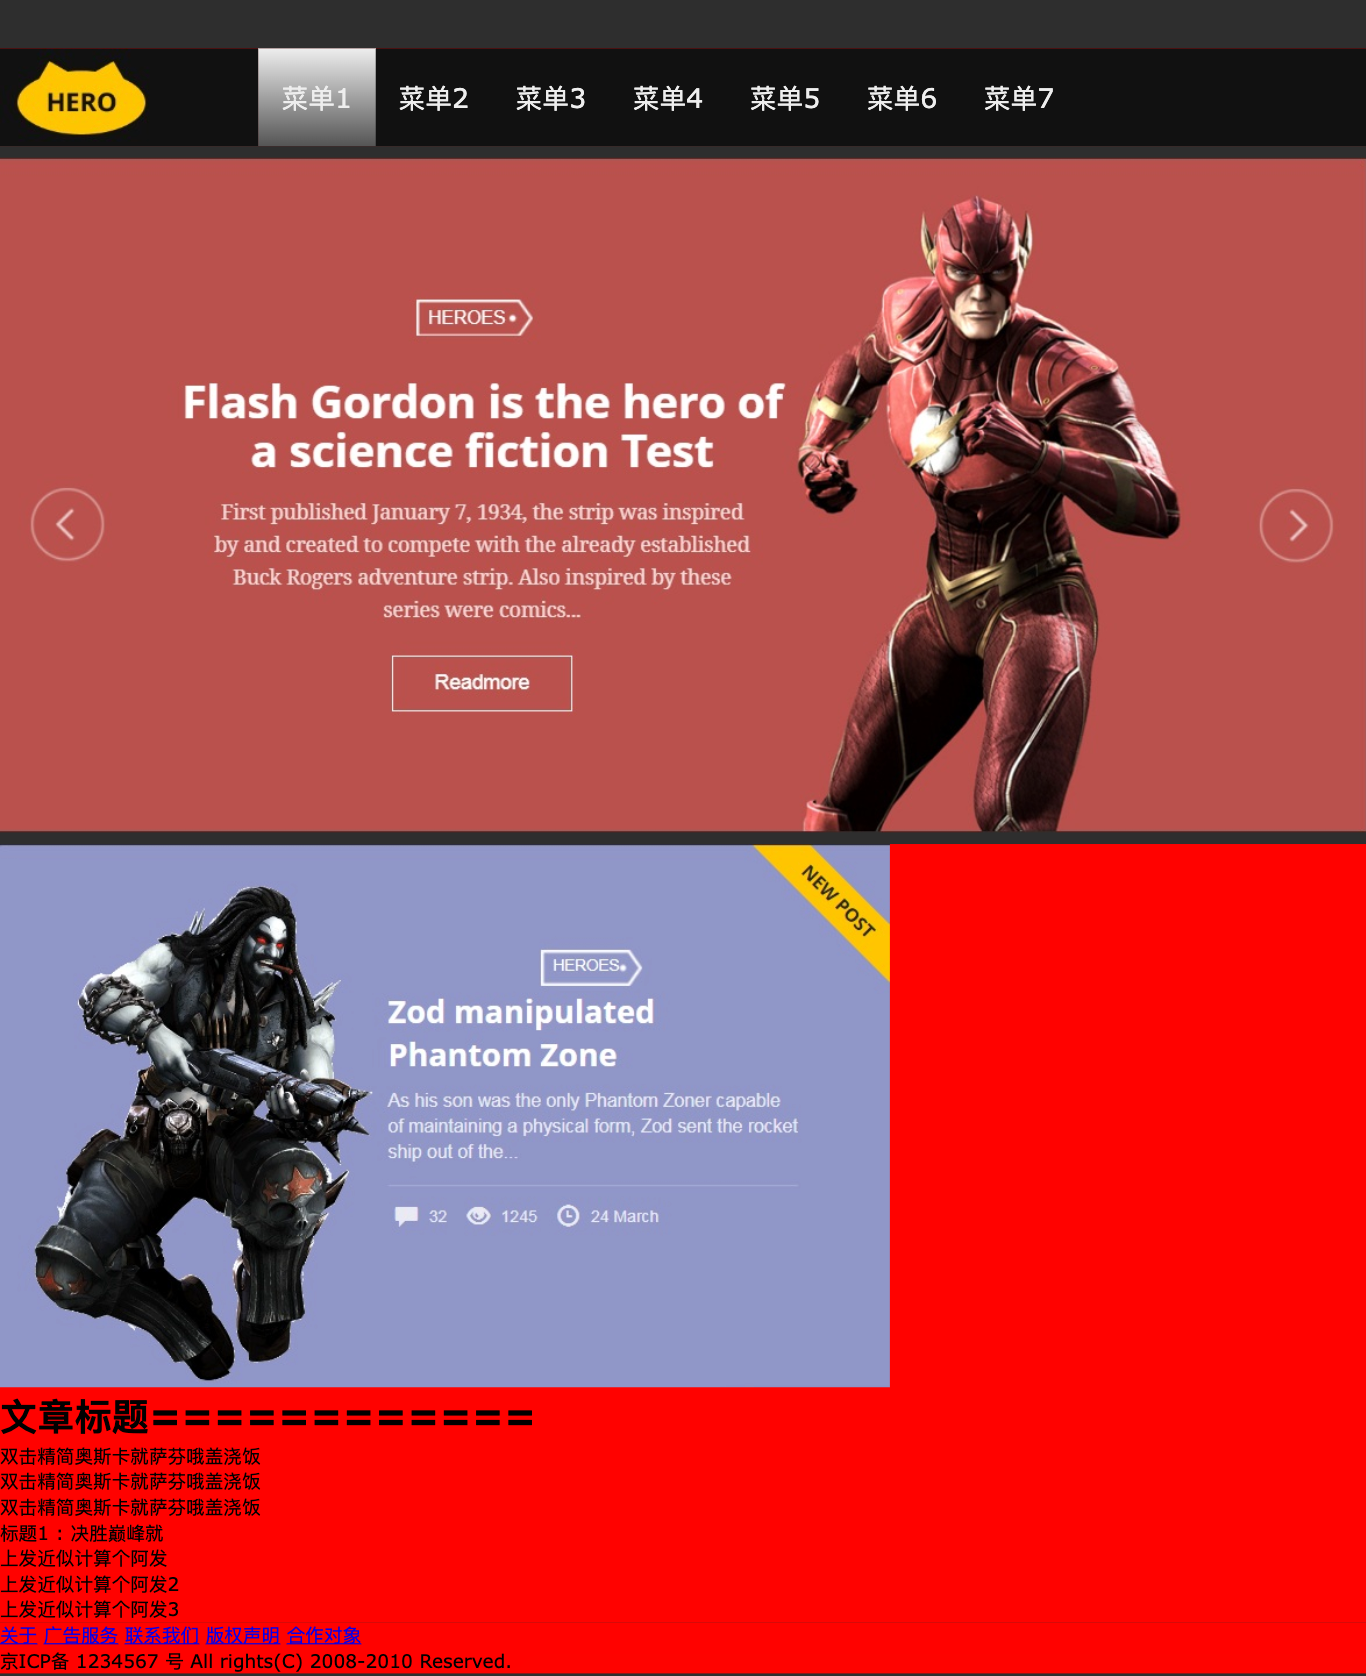 HERO
菜单1 菜单2 菜单3 菜单4 菜单5 菜单6 菜单7
HEROES
Flash Gordon is the hero of
a science fiction Test
First published January 7, 1934, the strip was inspired
by and created to compete with the already established
Buck Rogers adventure strip. Also inspired by these
series were comics...
Readmore
NEW POST
HEROES
Zod manipulated
Phantom Zone
As his son was the only Phantom Zoner capable
of maintaining a physical form, Zod sent the rocket
ship out of the...
32 1245 24 March
文章标题============
双击精简奥斯卡就萨芬哦盖浇饭
双击精简奥斯卡就萨芬哦盖浇饭
双击精简奥斯卡就萨芬哦盖浇饭
标题1：决胜巅峰就
上发近似计算个阿发
上发近似计算个阿发2
上发近似计算个阿发3
关于 广告服务 联系我们 版权声明 合作对象
京ICP备 1234567 号 All rights(C) 2008-2010 Reserved.